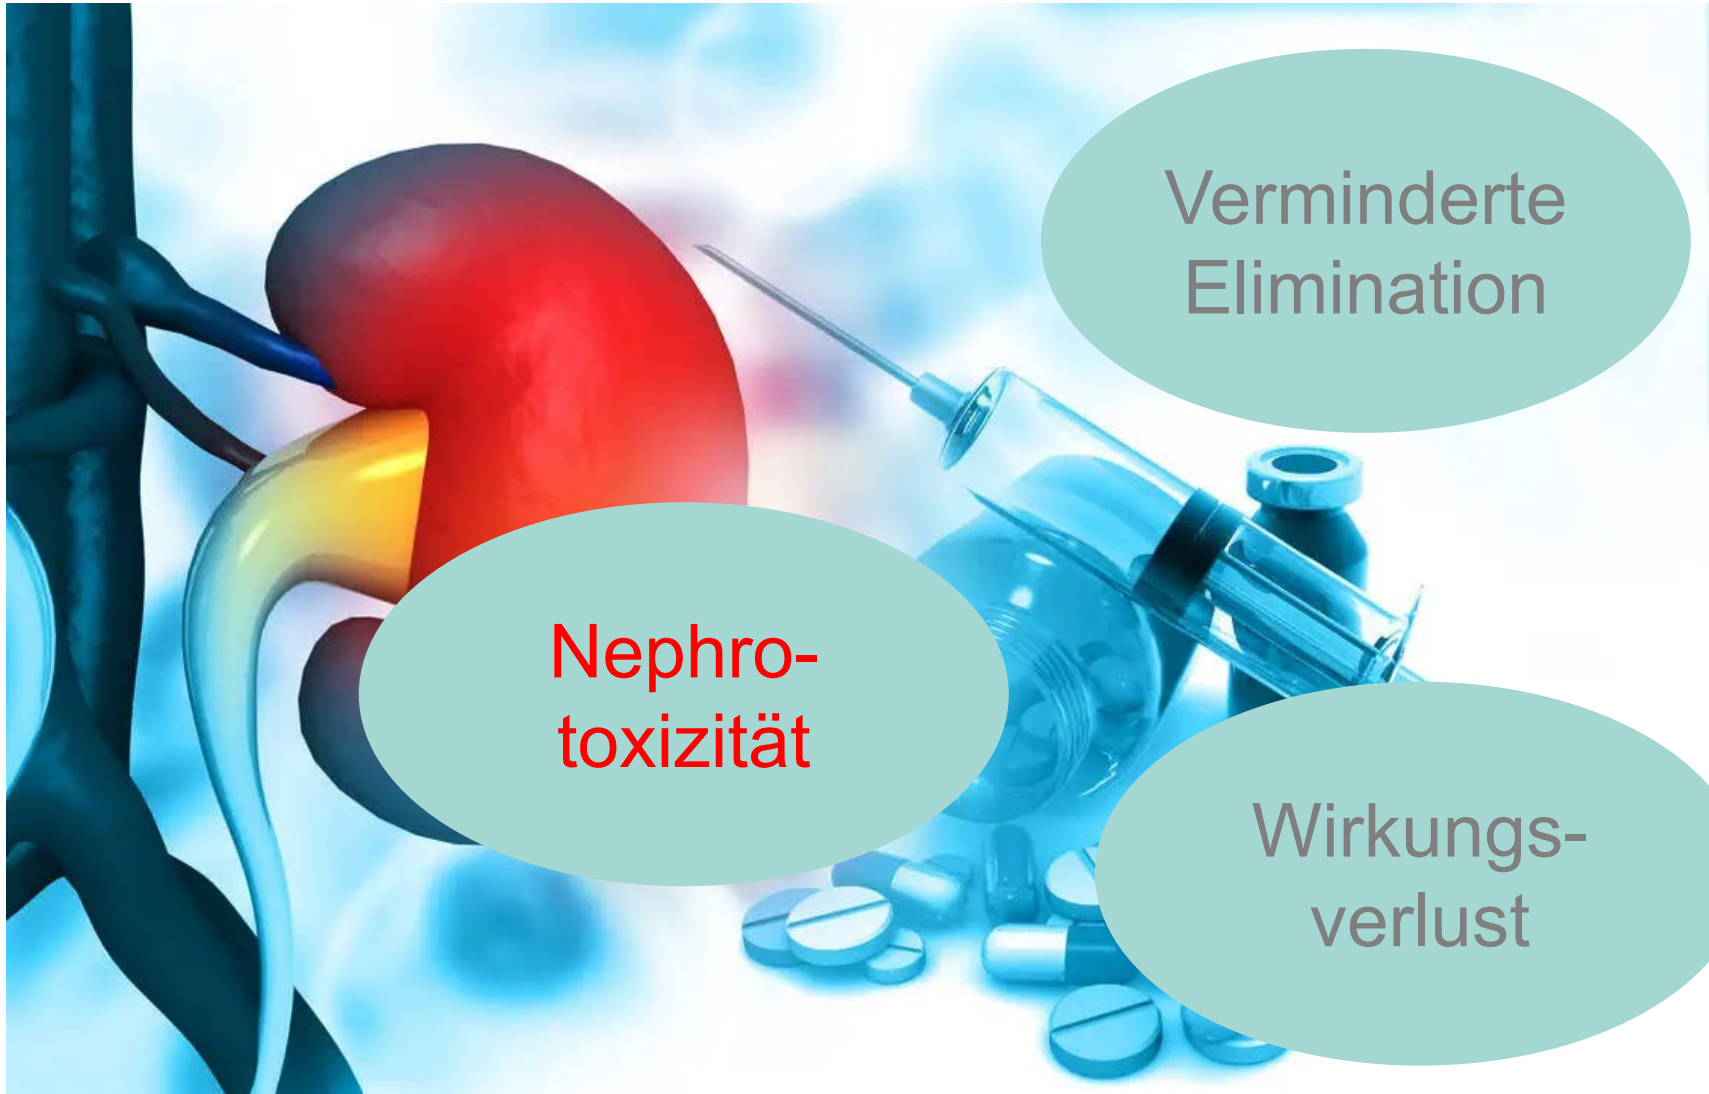 Verminderte
Elimination
Nephro-
toxizität
Wirkungs-
verlust